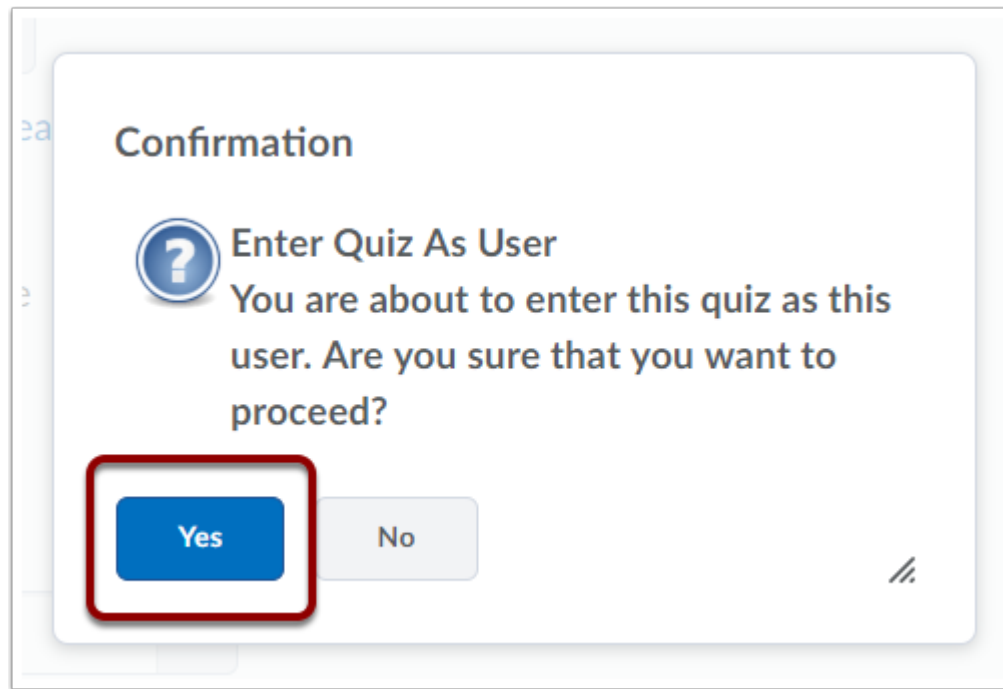 Confirmation
Enter Quiz As User
You are about to enter this quiz as this
user. Are you sure that you want to
proceed?
Yes No